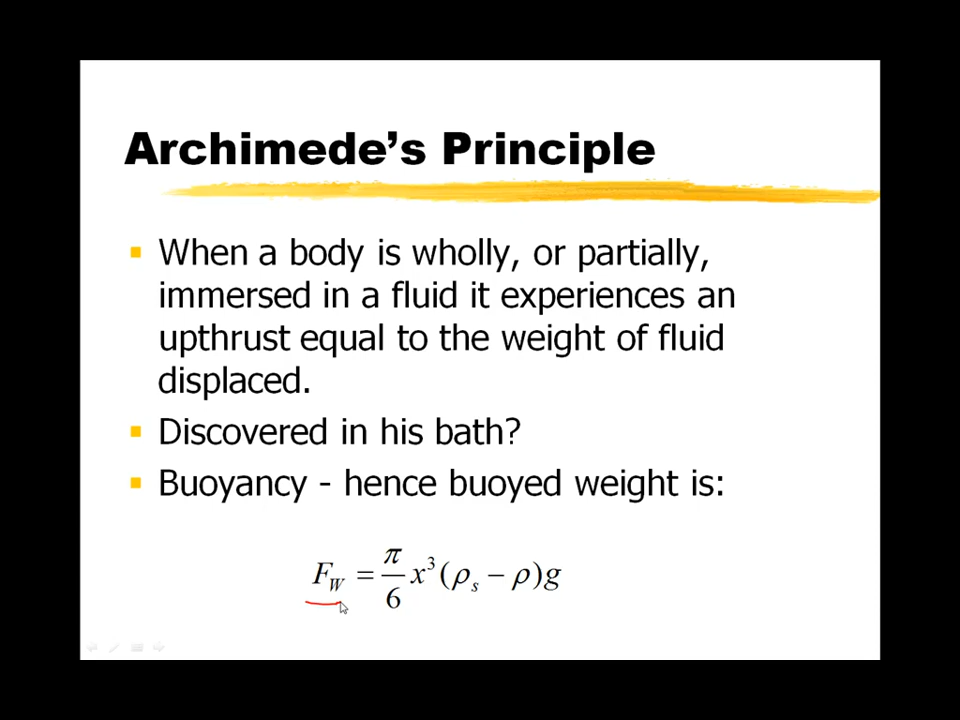 Archimede's Principle
When a body is wholly, or partially,
immersed in a fluid it experiences an
upthrust equal to the weight of fluid
displaced.
Discovered in his bath?
Buoyancy - hence buoyed weight is:
F_W = π/6 x³(ρ_s − ρ)g